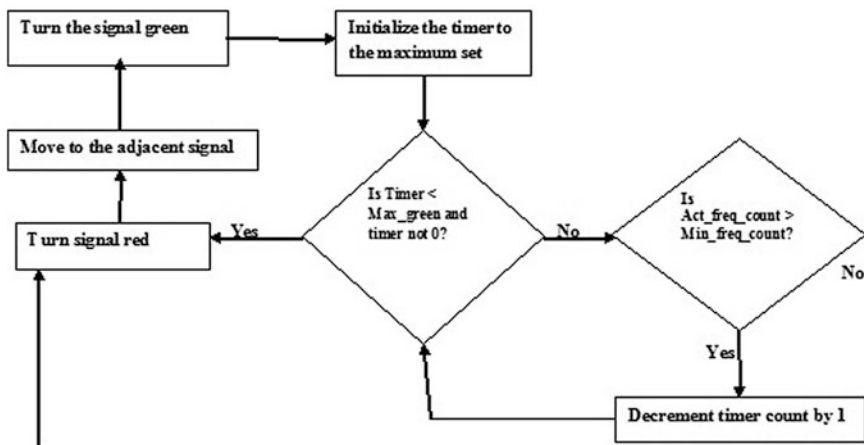 Turn the signal green
Initialize the timer to
the maximum set
Move to the adjacent signal
Is Timer <
Max_green and
timer not 0?
Is
Act_freq_count >
Min_freq_count?
Turn signal red
Yes
No
No
Yes
Decrement timer count by 1